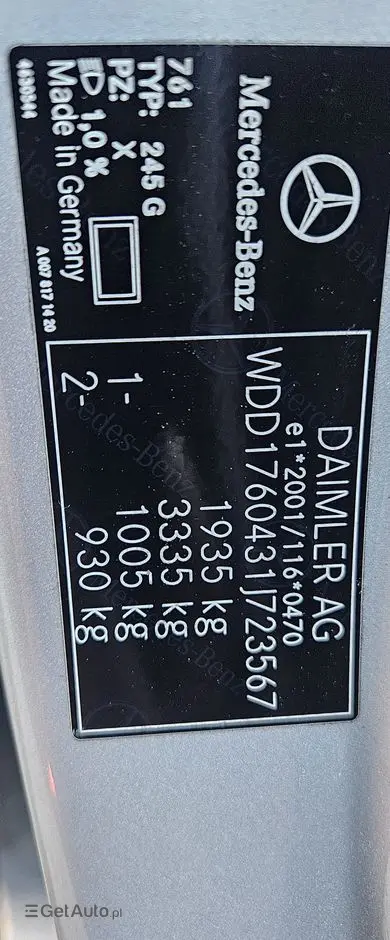 Mercedes-Benz
761
TYP: 245 G
PZ: X
1,0 %
Made in Germany
4430044
A 007 817 14 20
DAIMLER AG
e1*2001/116*0470
WDD1760431J723567
1935 kg
3335 kg
1- 1005 kg
2- 930 kg
GetAuto.pl